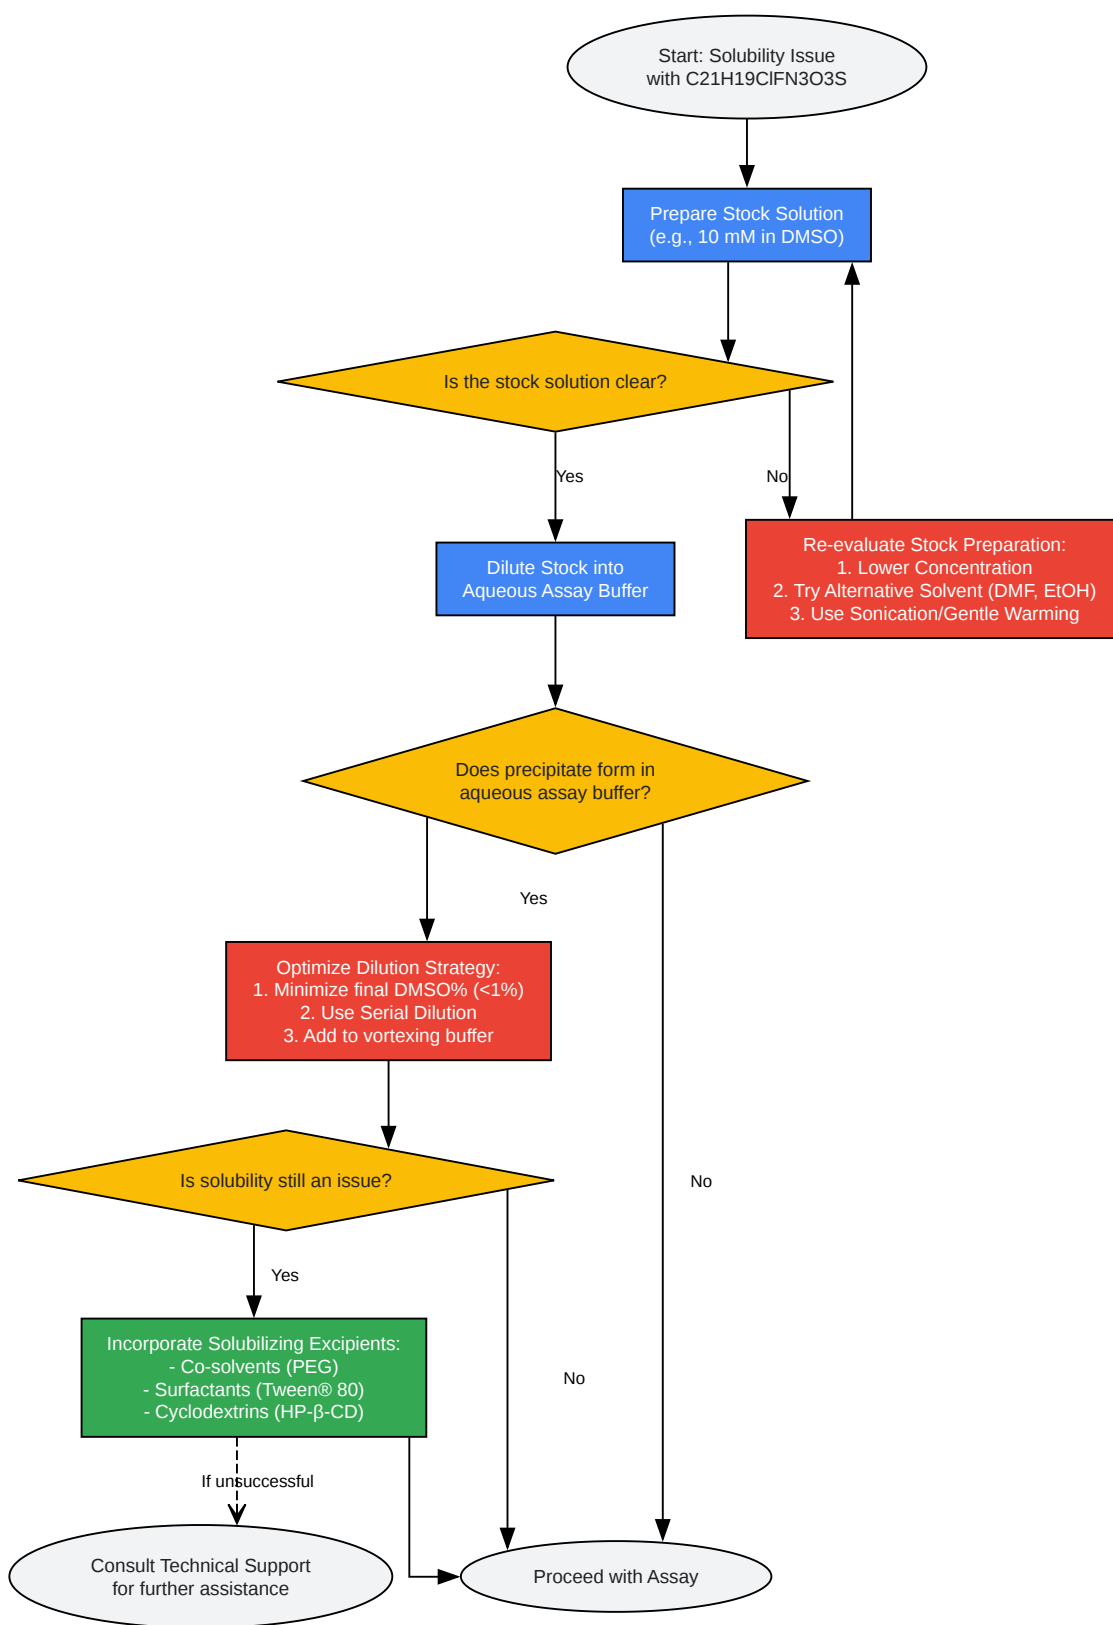 Start: Solubility Issue
with C21H19ClFN3O3S
Prepare Stock Solution
(e.g., 10 mM in DMSO)
Is the stock solution clear?
Yes
No
Re-evaluate Stock Preparation:
1. Lower Concentration
2. Try Alternative Solvent (DMF, EtOH)
3. Use Sonication/Gentle Warming
Dilute Stock into
Aqueous Assay Buffer
Does precipitate form in
aqueous assay buffer?
Yes
Optimize Dilution Strategy:
1. Minimize final DMSO% (<1%)
2. Use Serial Dilution
3. Add to vortexing buffer
Is solubility still an issue?
No
Yes
Incorporate Solubilizing Excipients:
- Co-solvents (PEG)
- Surfactants (Tween® 80)
- Cyclodextrins (HP-β-CD)
No
If unsuccessful
Consult Technical Support
for further assistance
Proceed with Assay